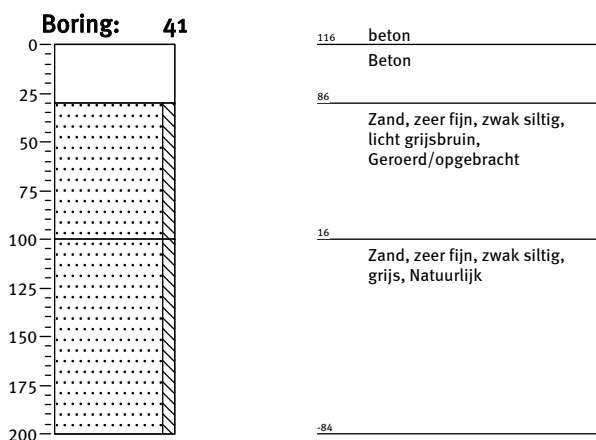 Boring: 41
0
25
50
75
100
125
150
175
200
116 beton
Beton
86
Zand, zeer fijn, zwak siltig,
licht grijsbruin,
Geroerd/opgebracht
16
Zand, zeer fijn, zwak siltig,
grijs, Natuurlijk
-84